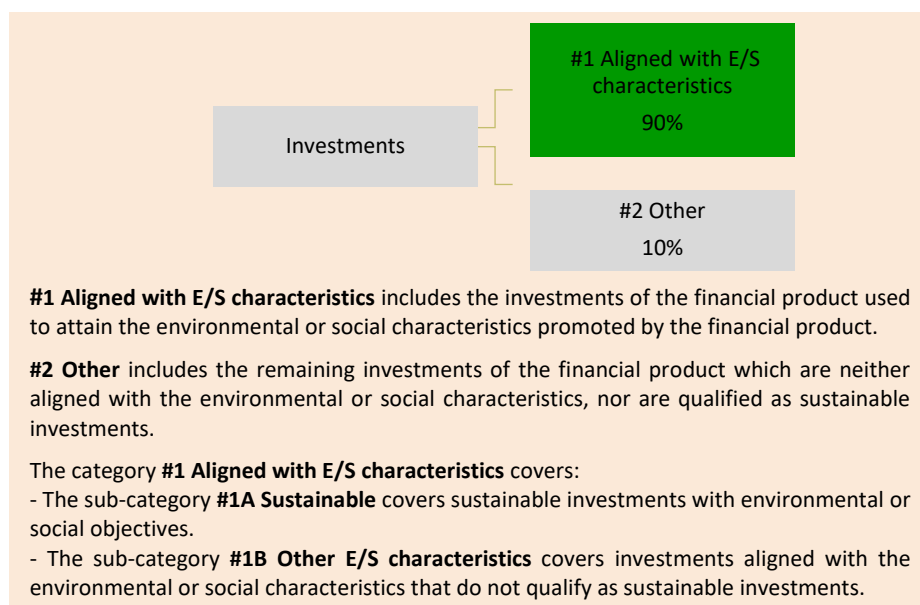 #1 Aligned with E/S
characteristics
90%
Investments
#2 Other
10%
#1 Aligned with E/S characteristics includes the investments of the financial product used
to attain the environmental or social characteristics promoted by the financial product.
#2 Other includes the remaining investments of the financial product which are neither
aligned with the environmental or social characteristics, nor are qualified as sustainable
investments.
The category #1 Aligned with E/S characteristics covers:
- The sub-category #1A Sustainable covers sustainable investments with environmental or
social objectives.
- The sub-category #1B Other E/S characteristics covers investments aligned with the
environmental or social characteristics that do not qualify as sustainable investments.